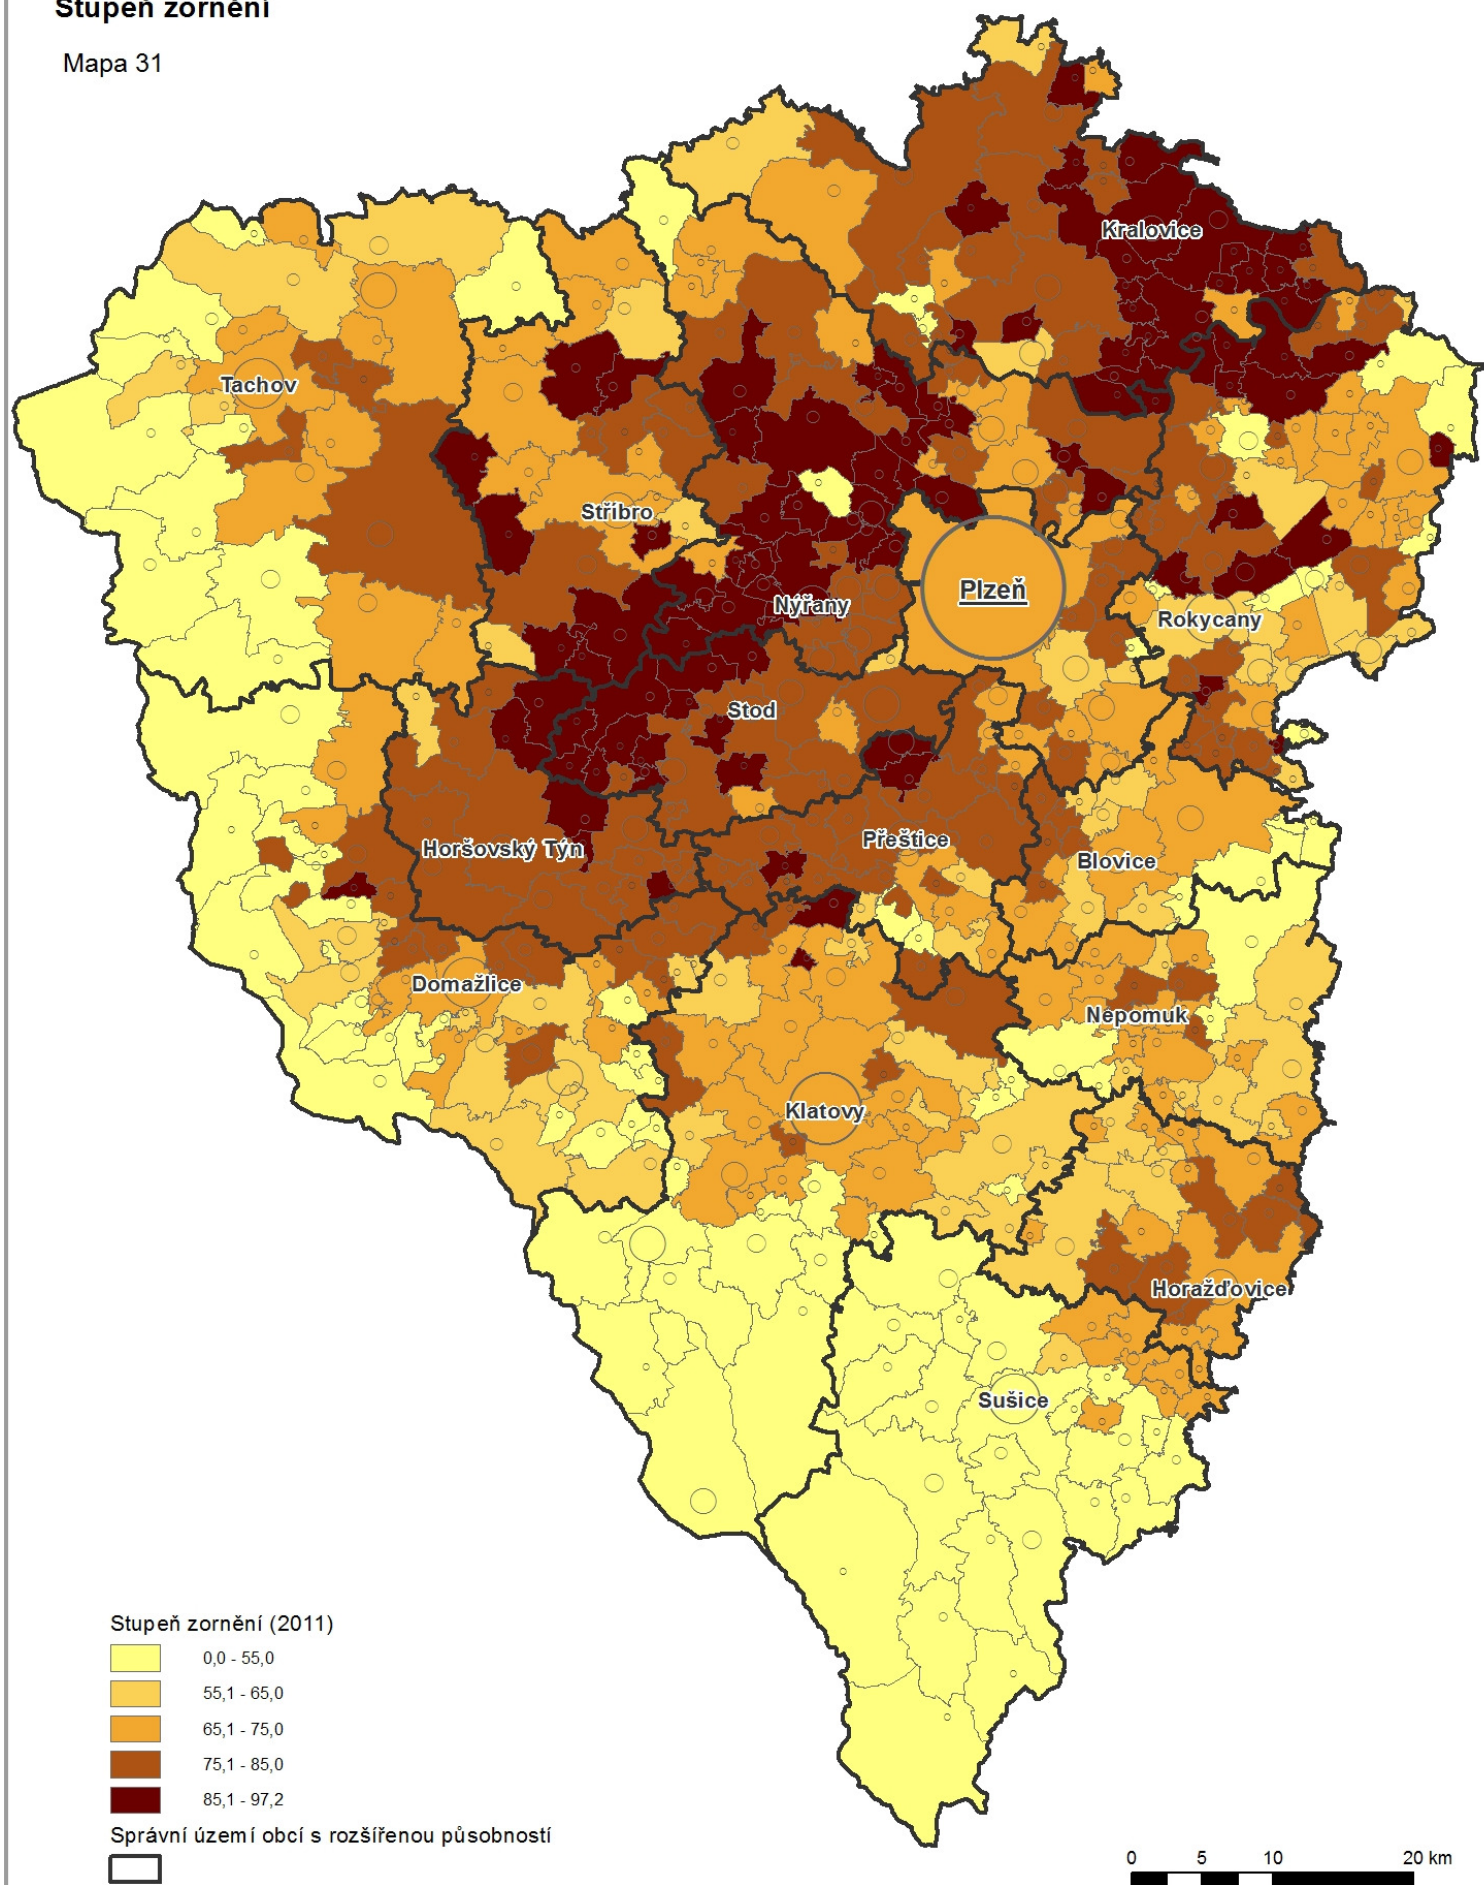 Stupeň zornění
Mapa 31
Kralovice
Tachov
Stříbro
Plzeň
Nýřany
Rokycany
Stod
Přeštice
Horšovský Týn
Blovice
Domažlice
Nepomuk
Klatovy
Horažďovice
Sušice
Stupeň zornění (2011)
0,0 - 55,0
55,1 - 65,0
65,1 - 75,0
75,1 - 85,0
85,1 - 97,2
Správní území obcí s rozšířenou působností
0 5 10 20 km